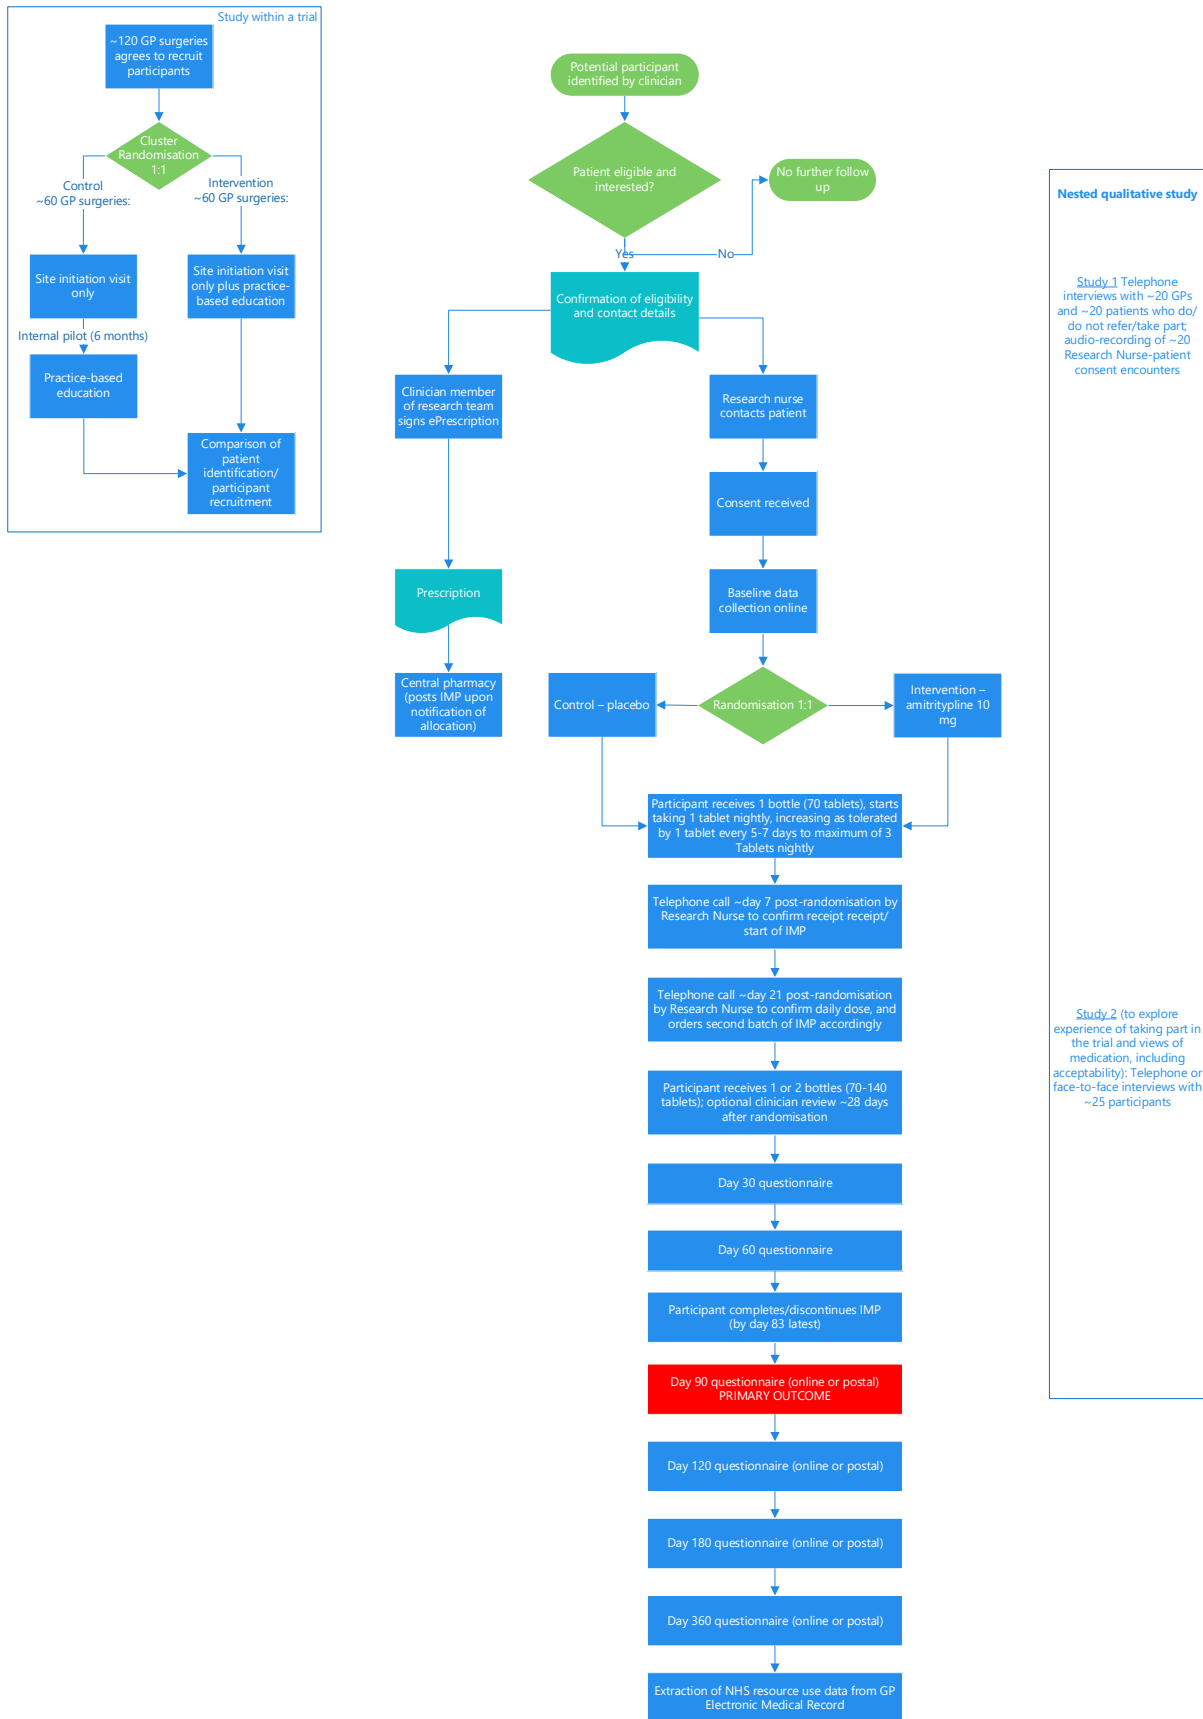 Study within a trial
~120 GP surgeries
agrees to recruit
participants
Cluster
Randomisation
1:1
Control
~60 GP surgeries:
Intervention
~60 GP surgeries:
Site initiation visit
only
Site initiation visit
only plus practice-
based education
Internal pilot (6 months)
Practice-based
education
Comparison of
patient
identification/
participant
recruitment
Potential participant
identified by clinician
Patient eligible and
interested?
No further follow
up
Yes
No
Confirmation of eligibility
and contact details
Clinician member
of research team
signs ePrescription
Research nurse
contacts patient
Consent received
Prescription
Baseline data
collection online
Central pharmacy
(posts IMP upon
notification of
allocation)
Control – placebo
Randomisation 1:1
Intervention –
amitritypline 10
mg
Participant receives 1 bottle (70 tablets), starts
taking 1 tablet nightly, increasing as tolerated
by 1 tablet every 5-7 days to maximum of 3
Tablets nightly
Telephone call ~day 7 post-randomisation by
Research Nurse to confirm receipt receipt/
start of IMP
Telephone call ~day 21 post-randomisation
by Research Nurse to confirm daily dose, and
orders second batch of IMP accordingly
Participant receives 1 or 2 bottles (70-140
tablets); optional clinician review ~28 days
after randomisation
Day 30 questionnaire
Day 60 questionnaire
Participant completes/discontinues IMP
(by day 83 latest)
Day 90 questionnaire (online or postal)
PRIMARY OUTCOME
Day 120 questionnaire (online or postal)
Day 180 questionnaire (online or postal)
Day 360 questionnaire (online or postal)
Extraction of NHS resource use data from GP
Electronic Medical Record
Nested qualitative study
Study 1 Telephone
interviews with ~20 GPs
and ~20 patients who do/
do not refer/take part;
audio-recording of ~20
Research Nurse-patient
consent encounters
Study 2 (to explore
experience of taking part in
the trial and views of
medication, including
acceptability): Telephone or
face-to-face interviews with
~25 participants